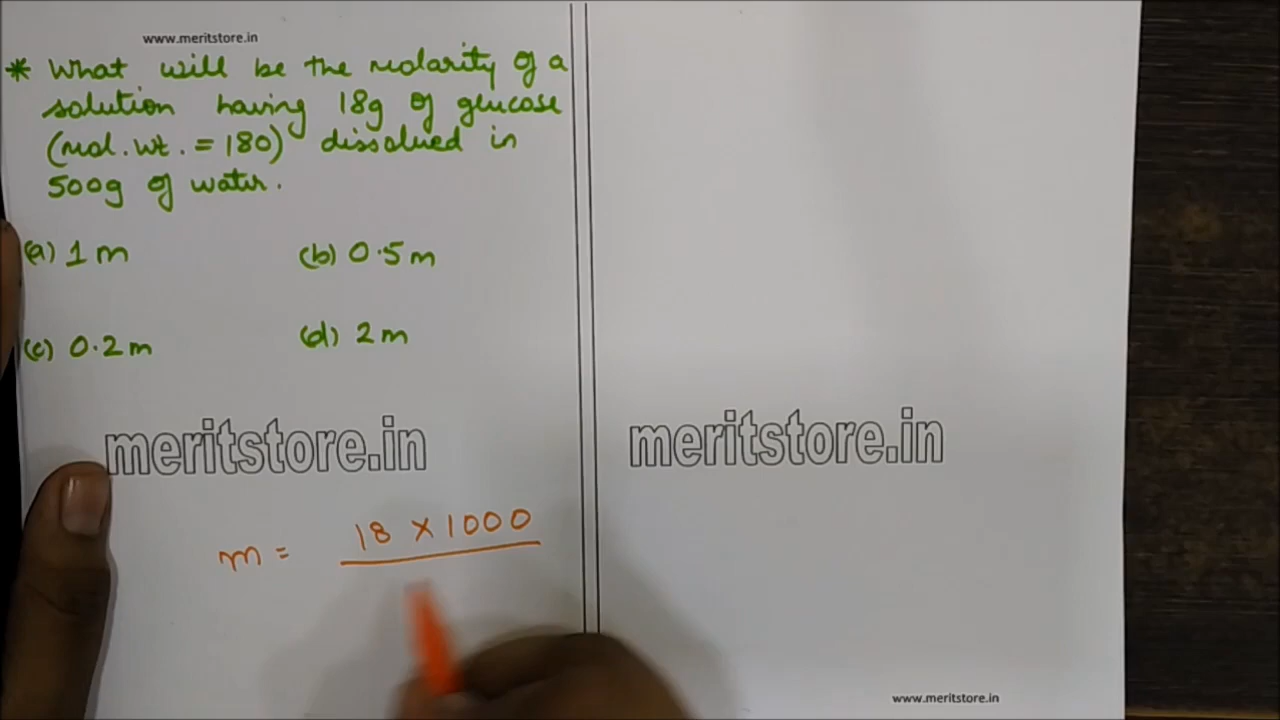 www.meritstore.in
* What will be the molarity of a
solution having 18g of glucose
(mol. wt. = 180) dissolved in
500g of water.
(a) 1 m (b) 0.5 m
(c) 0.2 m (d) 2 m
meritstore.in meritstore.in
m = 18 × 1000
www.meritstore.in